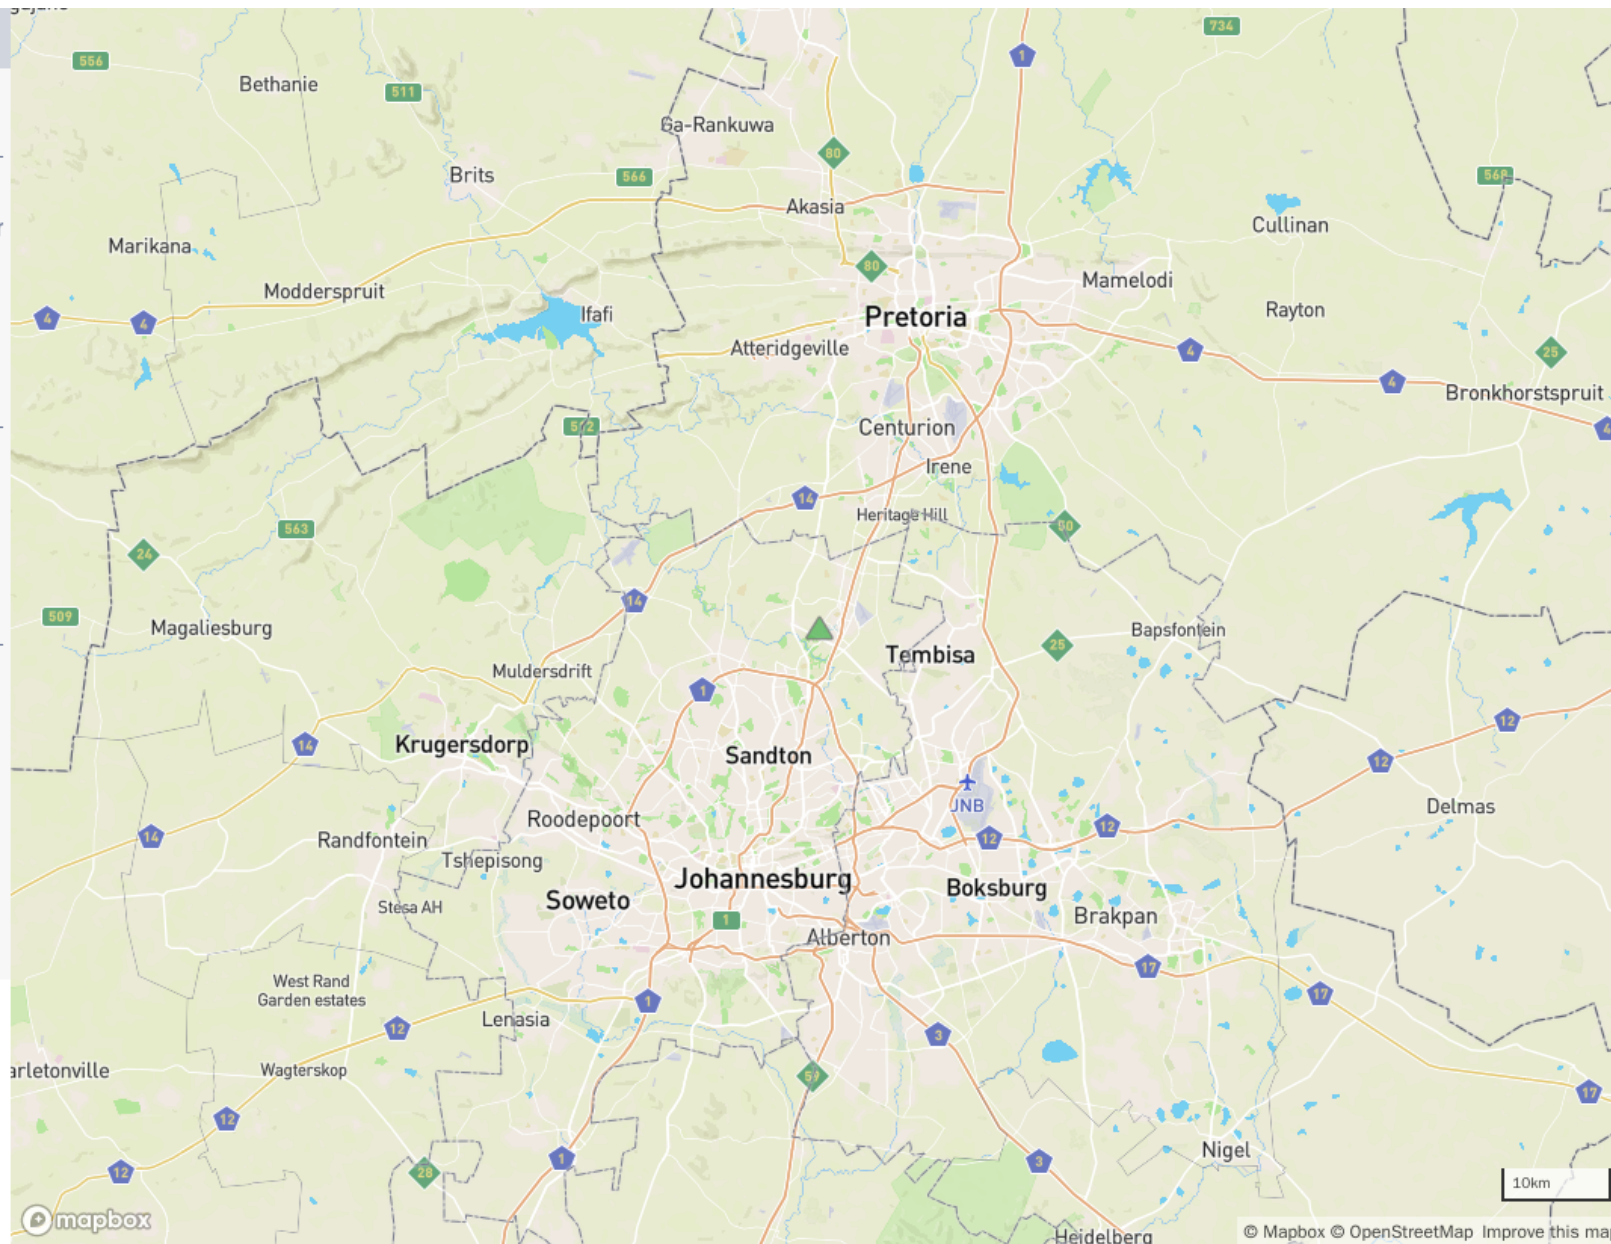 734
1
556
Bethanie
511
Ga-Rankuwa
80
Brits
566
568
Akasia
Cullinan
Marikana
80
Mamelodi
Modderspruit
Rayton
4
4
Ifafi
Pretoria
Atteridgeville
4
25
4
Bronkhorstspruit
Centurion
4
Irene
14
Heritage Hill
563
24
14
509
Magaliesburg
Bapsfontein
25
Tembisa
Muldersdrift
1
12
14
Krugersdorp
Sandton
12
JNB
Delmas
Roodepoort
12
14
Randfontein
12
Tshepisong
Johannesburg
Boksburg
Soweto
Stesa AH
1
Brakpan
Alberton
17
West Rand
Garden estates
17
1
Lenasia
12
3
Wagterskop
arletonville
59
17
12
Nigel
1
3
12
28
10km
mapbox
© Mapbox © OpenStreetMap Improve this ma
Heidelberg